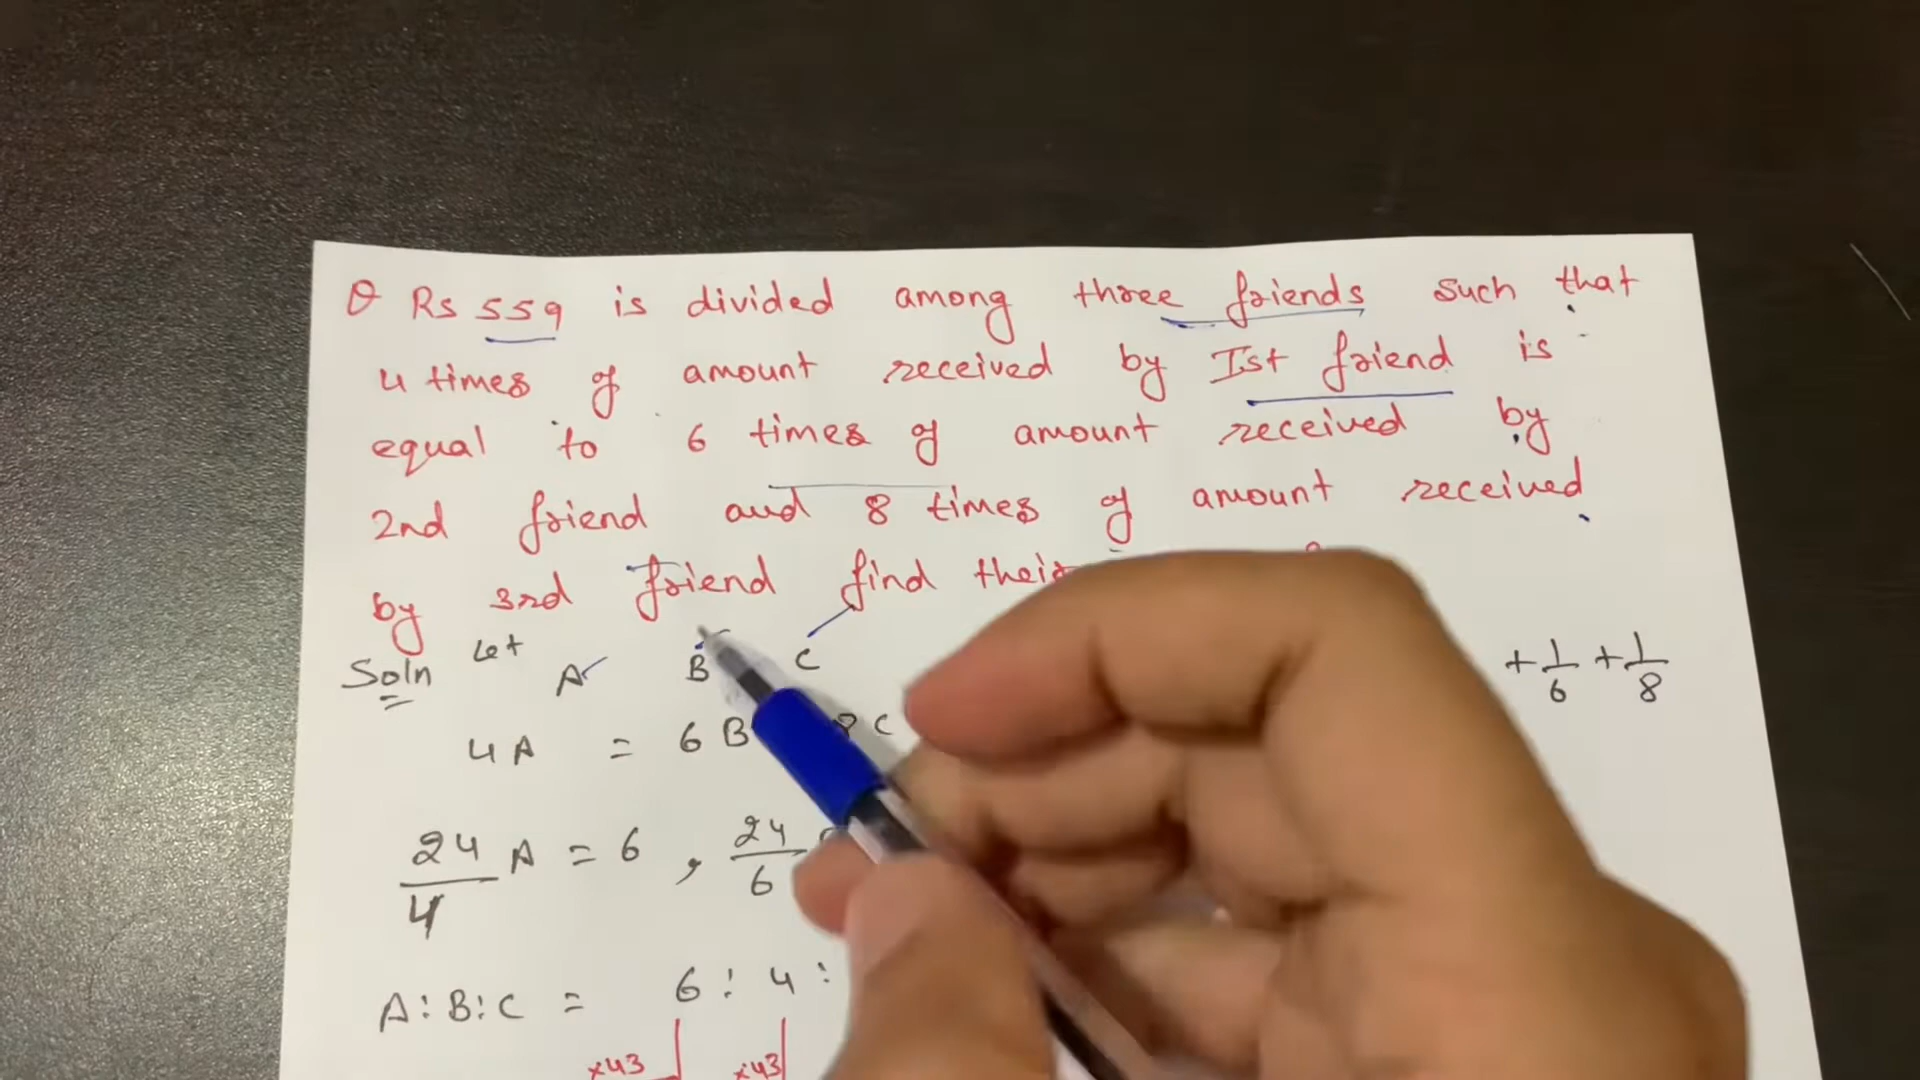 Q Rs 559 is divided among three friends such that
4 times of amount received by Ist friend is
equal to 6 times of amount received by
2nd friend and 8 times of amount received
by 3rd friend find their
Soln Let A B C + 1/6 + 1/8
4A = 6B C
24/4 A = 6 , 24/6
A : B : C = 6 : 4 :
×43 ×43